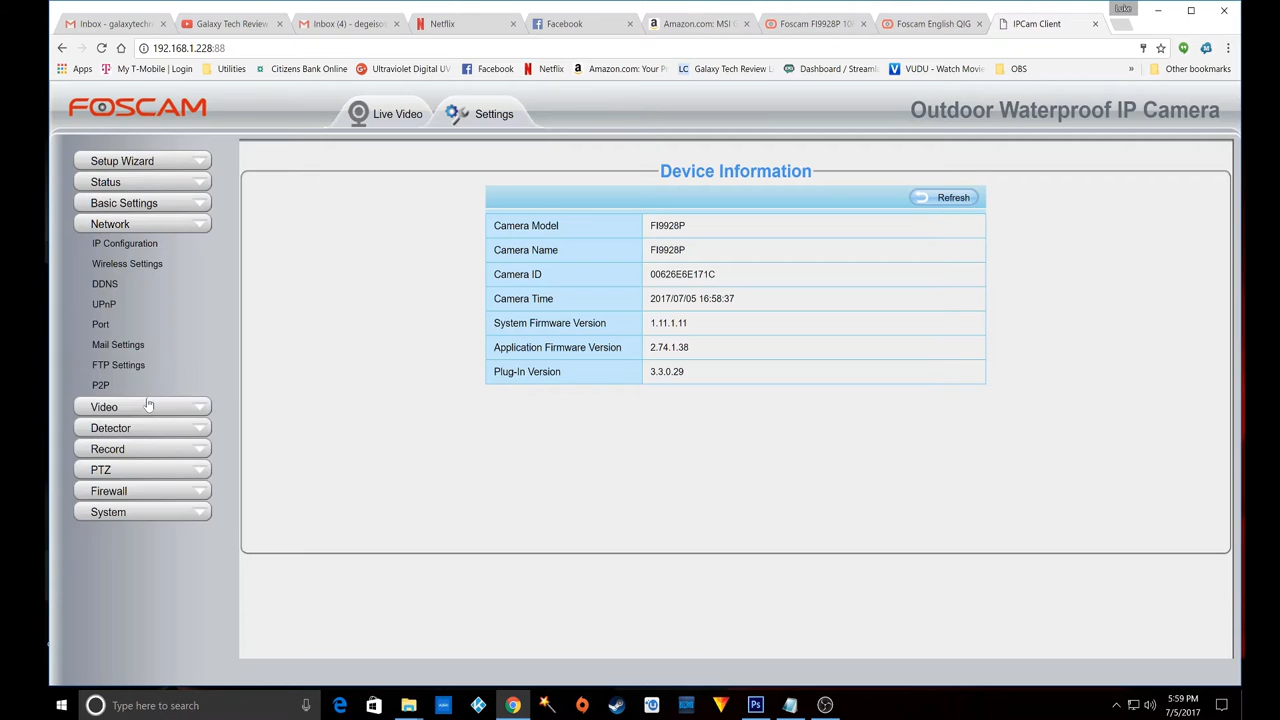 Luke
Inbox - galaxytechr
Galaxy Tech Review
Inbox (4) - degeison
Netflix
Facebook
Amazon.com: MSI G
Foscam FI9928P 108
Foscam English QIG
IPCam Client
192.168.1.228:88
Apps
My T-Mobile | Login
Utilities
Citizens Bank Online
Ultraviolet Digital UV
Facebook
Netflix
Amazon.com: Your P
Galaxy Tech Review L
Dashboard / Streamla
VUDU - Watch Movie
OBS
Other bookmarks
FOSCAM
Live Video
Settings
Outdoor Waterproof IP Camera
Setup Wizard
Status
Basic Settings
Network
IP Configuration
Wireless Settings
DDNS
UPnP
Port
Mail Settings
FTP Settings
P2P
Video
Detector
Record
PTZ
Firewall
System
Device Information
Refresh
Camera Model FI9928P
Camera Name FI9928P
Camera ID 00626E6E171C
Camera Time 2017/07/05 16:58:37
System Firmware Version 1.11.1.11
Application Firmware Version 2.74.1.38
Plug-In Version 3.3.0.29
Type here to search
5:59 PM
7/5/2017